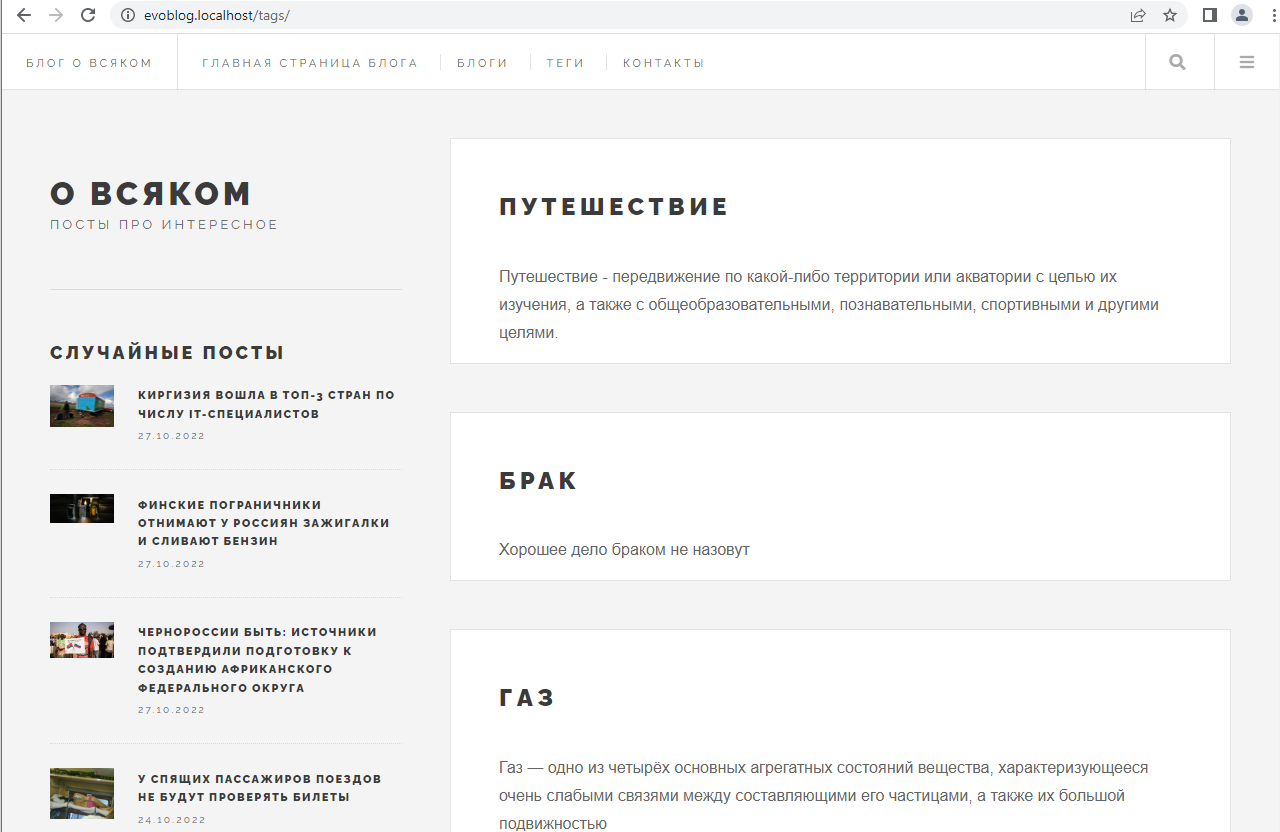 evoblog.localhost/tags/
БЛОГ О ВСЯКОМ
ГЛАВНАЯ СТРАНИЦА БЛОГА
БЛОГИ
ТЕГИ
КОНТАКТЫ
О ВСЯКОМ
ПОСТЫ ПРО ИНТЕРЕСНОЕ
СЛУЧАЙНЫЕ ПОСТЫ
КИРГИЗИЯ ВОШЛА В ТОП-3 СТРАН ПО
ЧИСЛУ IT-СПЕЦИАЛИСТОВ
27.10.2022
ФИНСКИЕ ПОГРАНИЧНИКИ
ОТНИМАЮТ У РОССИЯН ЗАЖИГАЛКИ
И СЛИВАЮТ БЕНЗИН
27.10.2022
ЧЕРНОРОССИИ БЫТЬ: ИСТОЧНИКИ
ПОДТВЕРДИЛИ ПОДГОТОВКУ К
СОЗДАНИЮ АФРИКАНСКОГО
ФЕДЕРАЛЬНОГО ОКРУГА
27.10.2022
У СПЯЩИХ ПАССАЖИРОВ ПОЕЗДОВ
НЕ БУДУТ ПРОВЕРЯТЬ БИЛЕТЫ
24.10.2022
ПУТЕШЕСТВИЕ
Путешествие - передвижение по какой-либо территории или акватории с целью их
изучения, а также с общеобразовательными, познавательными, спортивными и другими
целями.
БРАК
Хорошее дело браком не назовут
ГАЗ
Газ — одно из четырёх основных агрегатных состояний вещества, характеризующееся
очень слабыми связями между составляющими его частицами, а также их большой
подвижностью